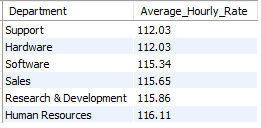 Department Average_Hourly_Rate
Support 112.03
Hardware 112.03
Software 115.34
Sales 115.65
Research & Development 115.86
Human Resources 116.11